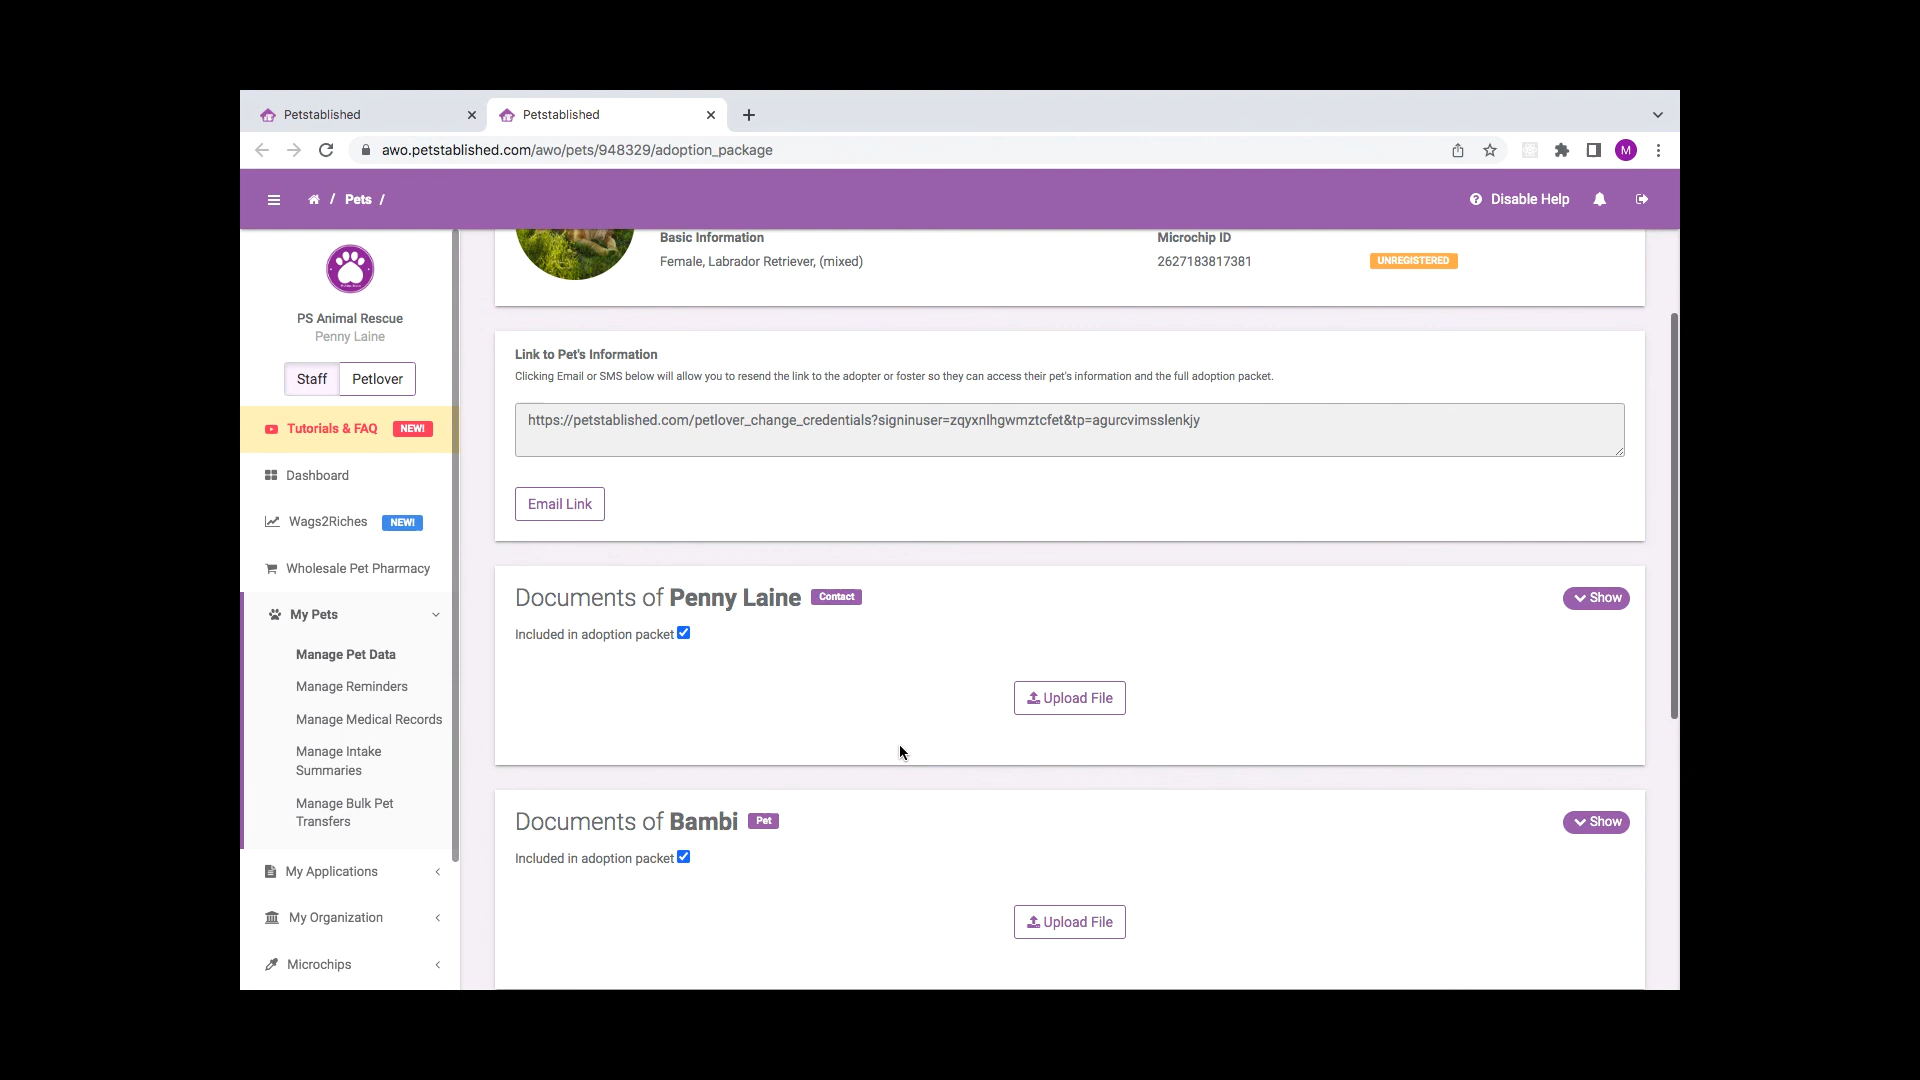 Petstablished
Petstablished
awo.petstablished.com/awo/pets/948329/adoption_package
M
/ Pets /
Disable Help
PS Animal Rescue
Penny Laine
Staff
Petlover
Tutorials & FAQ NEW!
Dashboard
Wags2Riches NEW!
Wholesale Pet Pharmacy
My Pets
Manage Pet Data
Manage Reminders
Manage Medical Records
Manage Intake
Summaries
Manage Bulk Pet
Transfers
My Applications
My Organization
Microchips
Basic Information
Female, Labrador Retriever, (mixed)
Microchip ID
2627183817381
UNREGISTERED
Link to Pet's Information
Clicking Email or SMS below will allow you to resend the link to the adopter or foster so they can access their pet's information and the full adoption packet.
https://petstablished.com/petlover_change_credentials?signinuser=zqyxnlhgwmztcfet&tp=agurcvimsslenkjy
Email Link
Documents of Penny Laine Contact
Show
Included in adoption packet
Upload File
Documents of Bambi Pet
Show
Included in adoption packet
Upload File